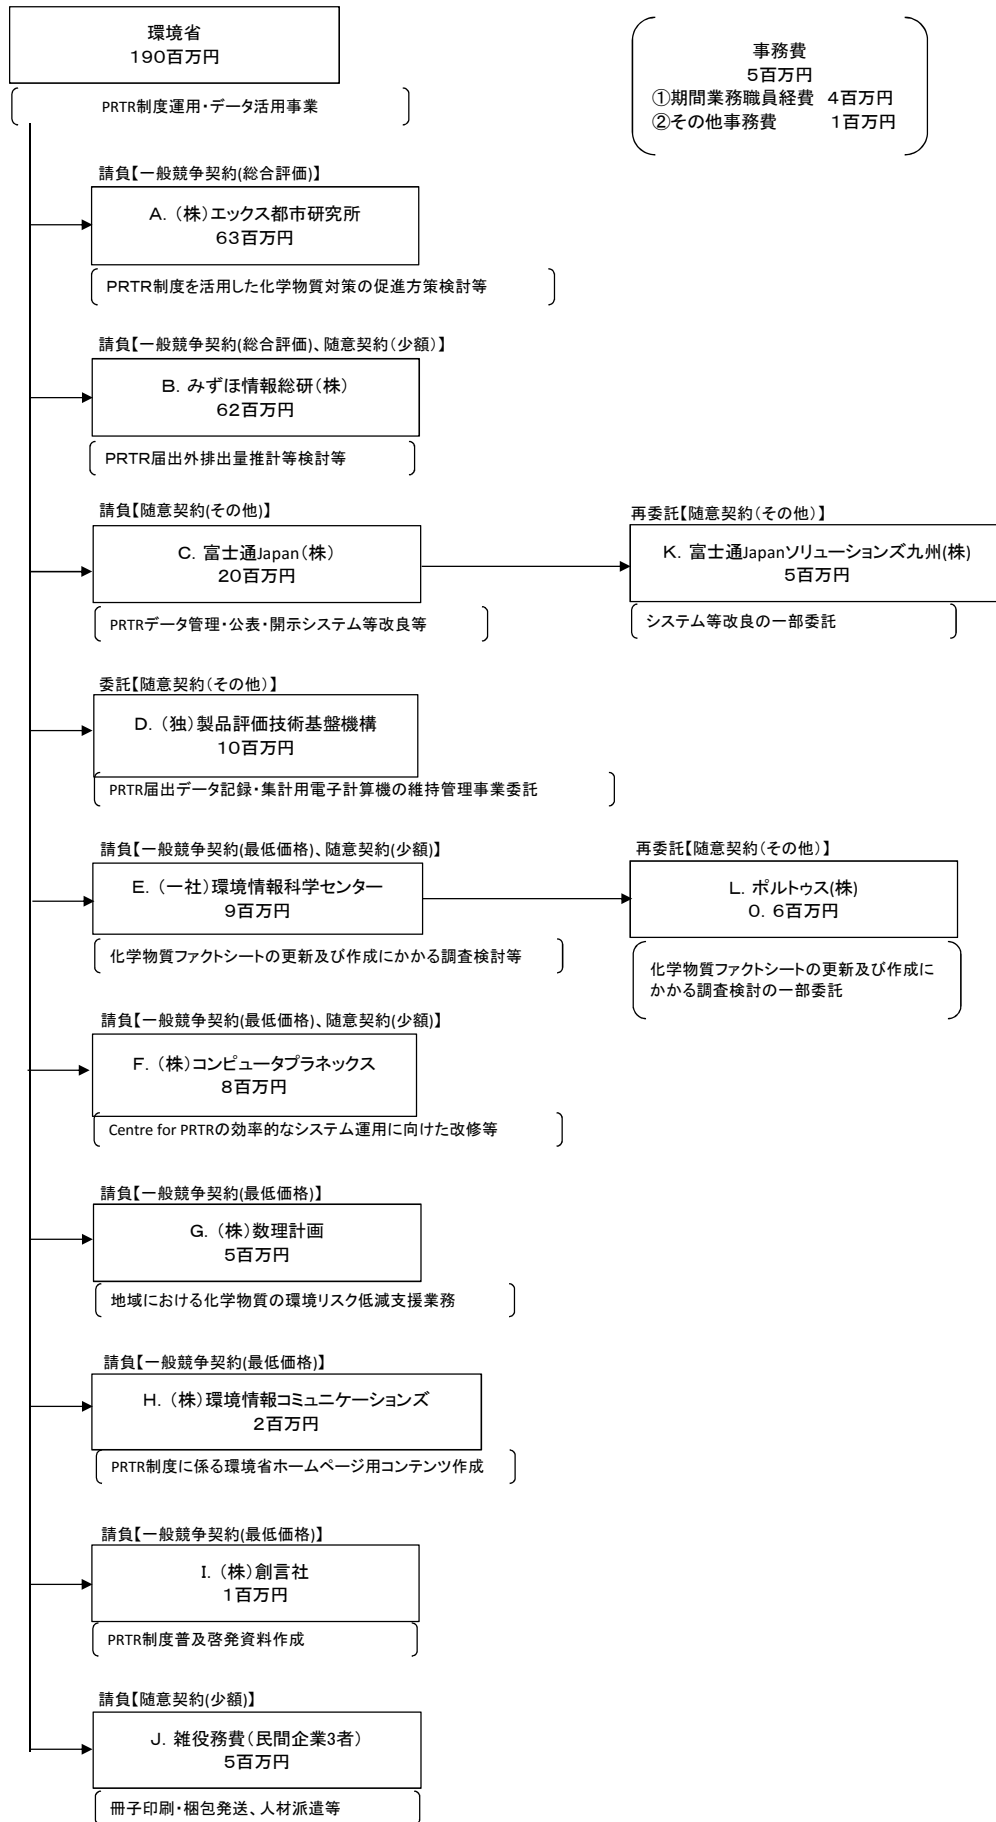 環境省
190百万円
PRTR制度運用・データ活用事業
事務費
5百万円
①期間業務職員経費 4百万円
②その他事務費 1百万円
請負【一般競争契約(総合評価)】
A.(株)エックス都市研究所
63百万円
PRTR制度を活用した化学物質対策の促進方策検討等
請負【一般競争契約(総合評価)、随意契約(少額)】
B.みずほ情報総研(株)
62百万円
PRTR届出外排出量推計等検討等
請負【随意契約(その他)】
C.富士通Japan(株)
20百万円
PRTRデータ管理・公表・開示システム等改良等
再委託【随意契約(その他)】
K.富士通Japanソリューションズ九州(株)
5百万円
システム等改良の一部委託
委託【随意契約(その他)】
D.(独)製品評価技術基盤機構
10百万円
PRTR届出データ記録・集計用電子計算機の維持管理事業委託
請負【一般競争契約(最低価格)、随意契約(少額)】
E.(一社)環境情報科学センター
9百万円
化学物質ファクトシートの更新及び作成にかかる調査検討等
再委託【随意契約(その他)】
L.ポルトゥス(株)
0.6百万円
化学物質ファクトシートの更新及び作成に
かかる調査検討の一部委託
請負【一般競争契約(最低価格)、随意契約(少額)】
F.(株)コンピュータプラネックス
8百万円
Centre for PRTRの効率的なシステム運用に向けた改修等
請負【一般競争契約(最低価格)】
G.(株)数理計画
5百万円
地域における化学物質の環境リスク低減支援業務
請負【一般競争契約(最低価格)】
H.(株)環境情報コミュニケーションズ
2百万円
PRTR制度に係る環境省ホームページ用コンテンツ作成
請負【一般競争契約(最低価格)】
I.(株)創言社
1百万円
PRTR制度普及啓発資料作成
請負【随意契約(少額)】
J.雑役務費(民間企業3者)
5百万円
冊子印刷・梱包発送、人材派遣等